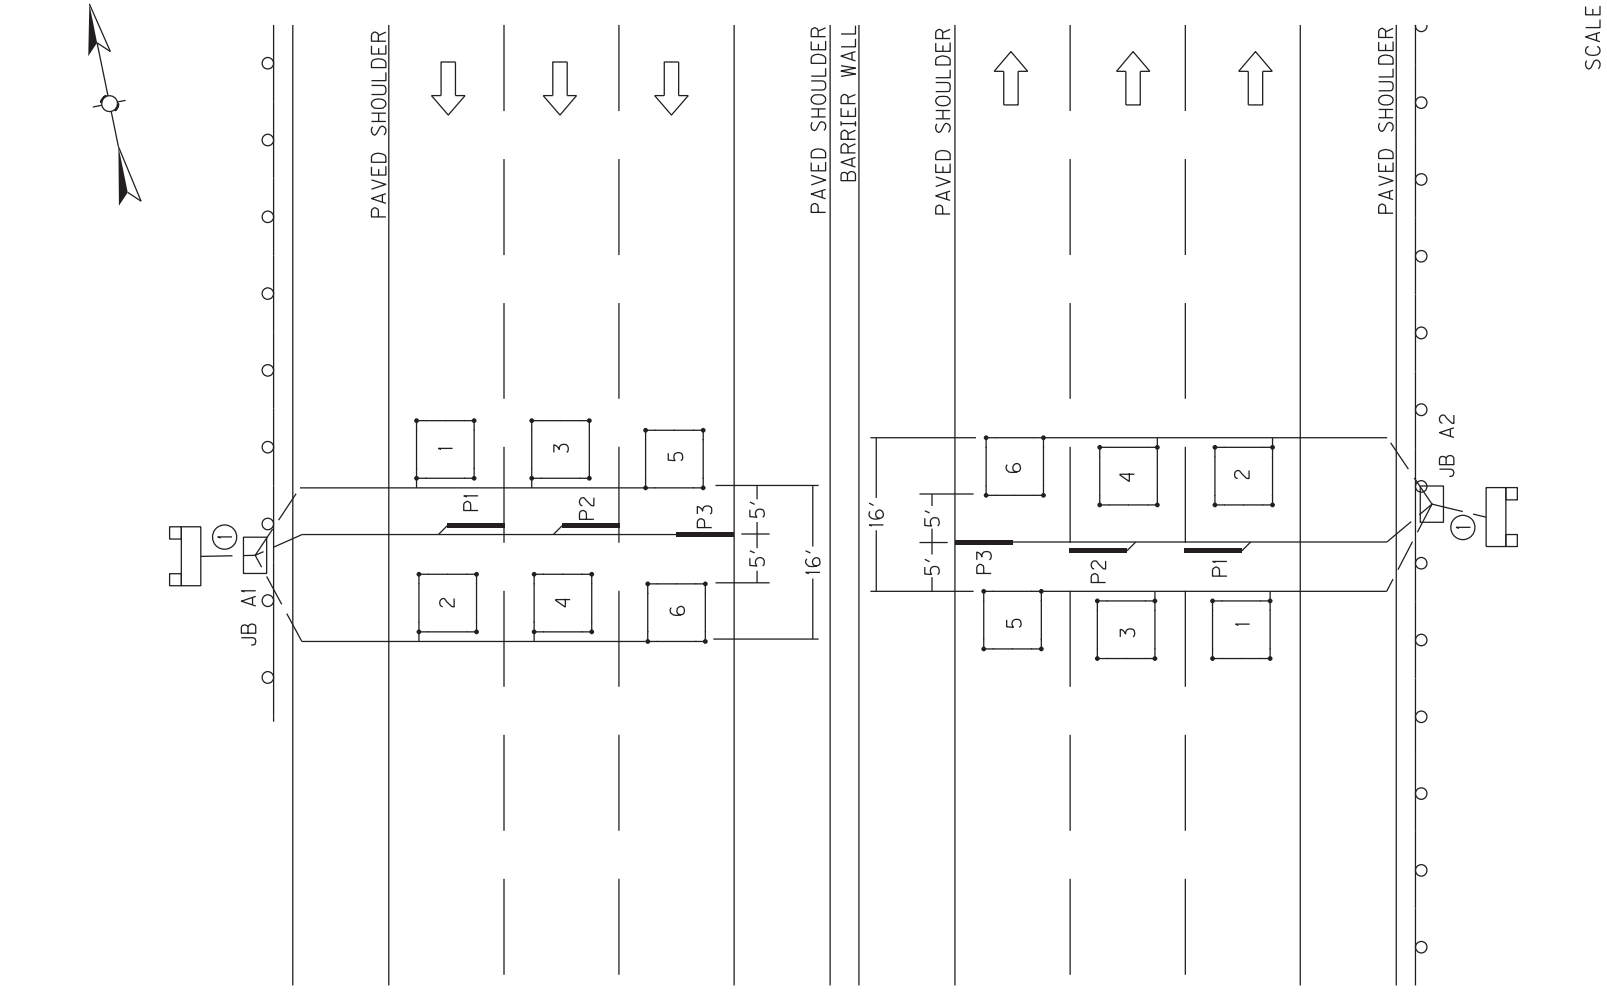 SCALE
PAVED SHOULDER
PAVED SHOULDER
BARRIER WALL
PAVED SHOULDER
PAVED SHOULDER
1
3
5
P1
P2
P3
5'
5'
16'
2
4
6
1
JB A1
16'
5'
5'
6
4
2
P3
P2
P1
5
3
1
JB A2
1